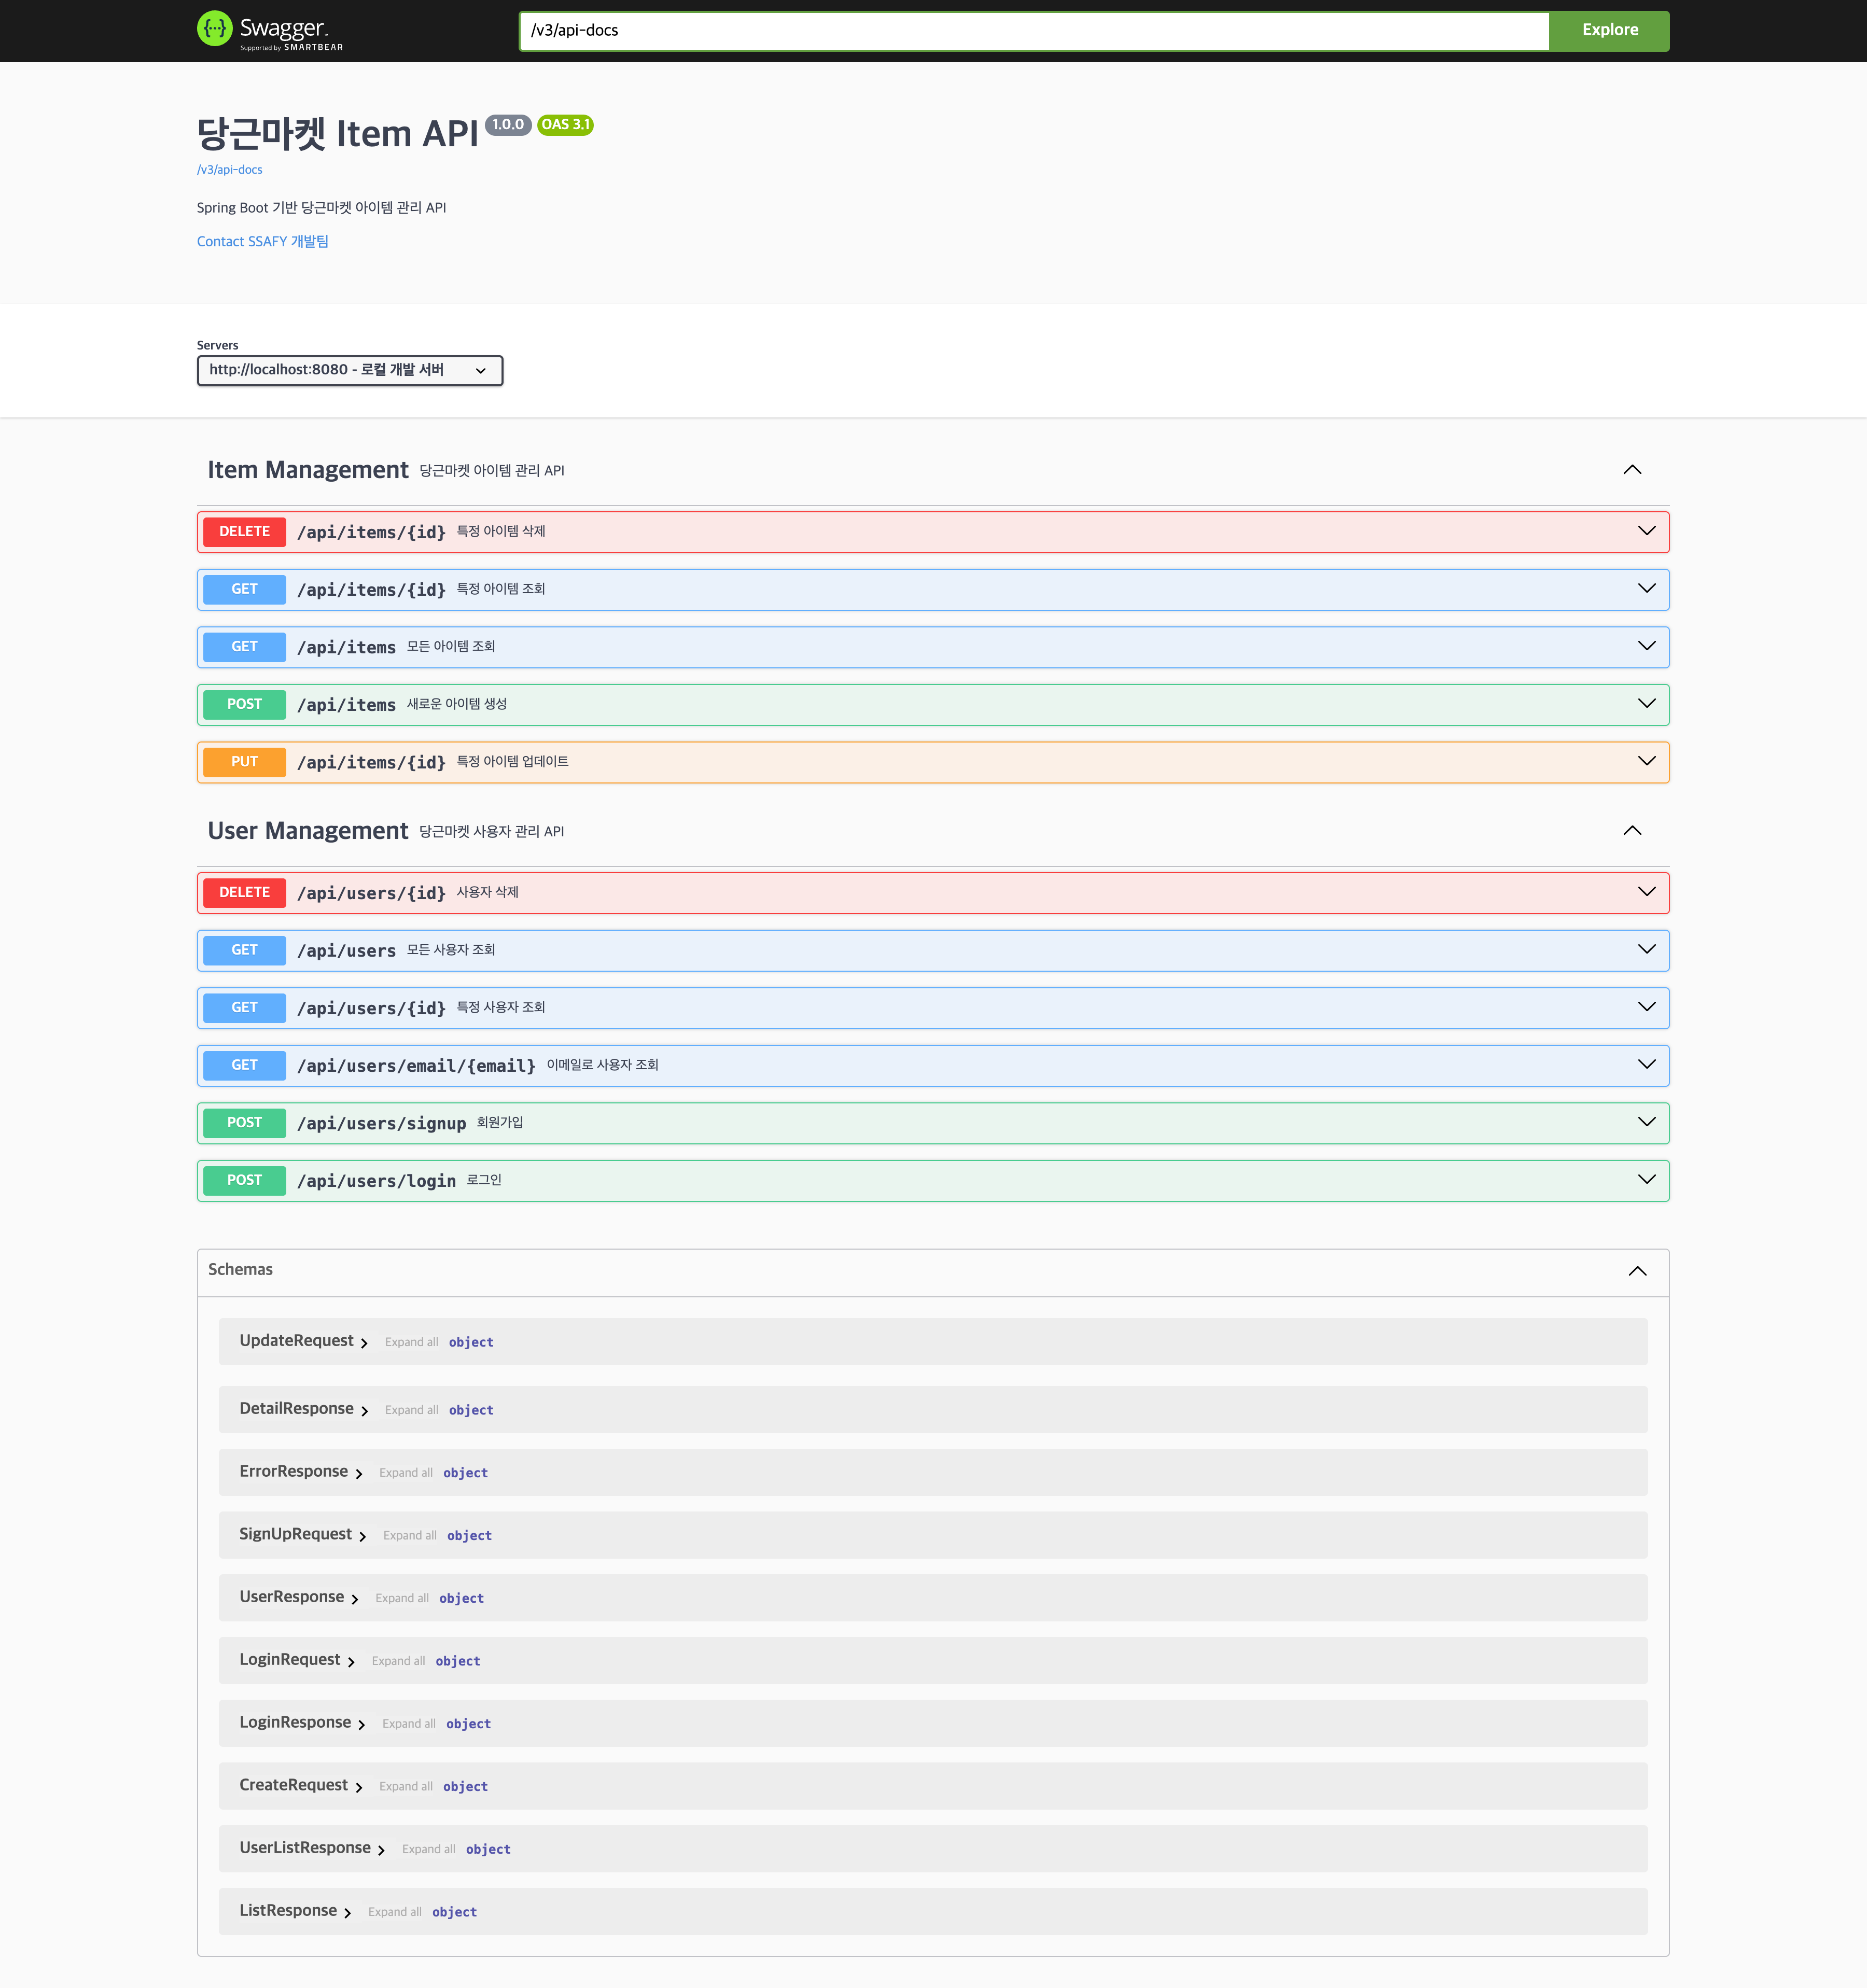 Swagger
Supported by SMARTBEAR
/v3/api-docs
Explore
당근마켓 Item API 1.0.0 OAS 3.1
/v3/api-docs
Spring Boot 기반 당근마켓 아이템 관리 API
Contact SSAFY 개발팀
Servers
http://localhost:8080 - 로컬 개발 서버
Item Management 당근마켓 아이템 관리 API
DELETE /api/items/{id} 특정 아이템 삭제
GET /api/items/{id} 특정 아이템 조회
GET /api/items 모든 아이템 조회
POST /api/items 새로운 아이템 생성
PUT /api/items/{id} 특정 아이템 업데이트
User Management 당근마켓 사용자 관리 API
DELETE /api/users/{id} 사용자 삭제
GET /api/users 모든 사용자 조회
GET /api/users/{id} 특정 사용자 조회
GET /api/users/email/{email} 이메일로 사용자 조회
POST /api/users/signup 회원가입
POST /api/users/login 로그인
Schemas
UpdateRequest Expand all object
DetailResponse Expand all object
ErrorResponse Expand all object
SignUpRequest Expand all object
UserResponse Expand all object
LoginRequest Expand all object
LoginResponse Expand all object
CreateRequest Expand all object
UserListResponse Expand all object
ListResponse Expand all object